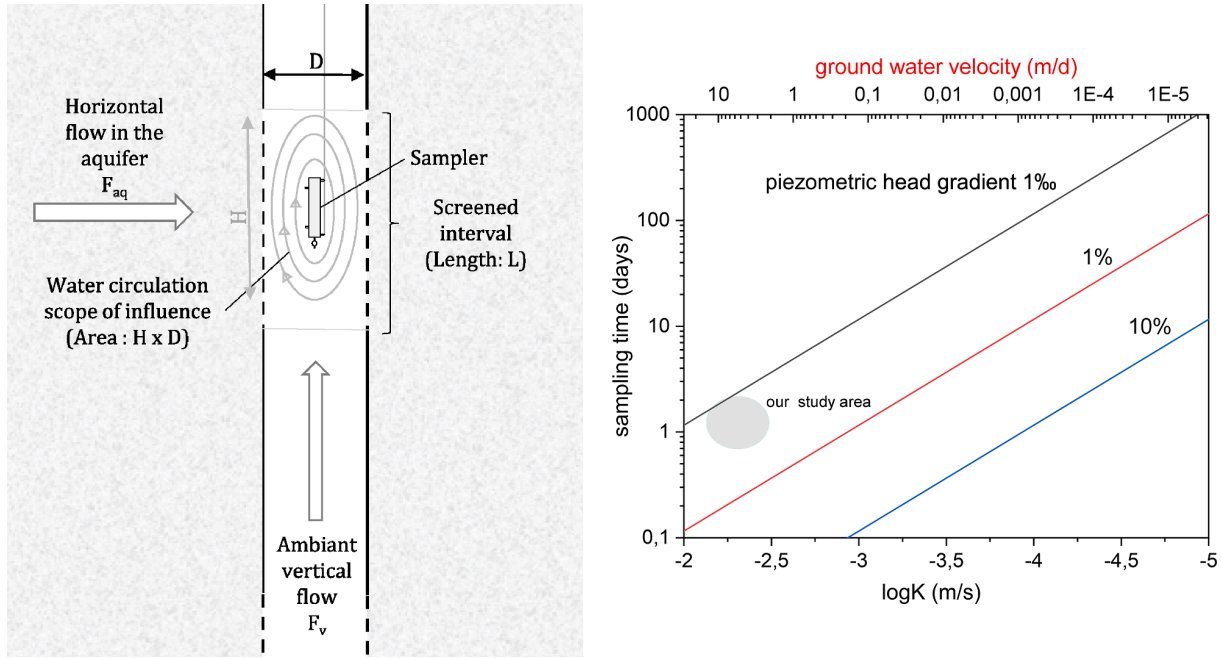 D
Horizontal
flow in the
aquifer
F_aq
H
Sampler
Screened
interval
(Length: L)
Water circulation
scope of influence
(Area : H x D)
Ambiant
vertical
flow
F_v
ground water velocity (m/d)
10 1 0,1 0,01 0,001 1E-4 1E-5
1000
100
10
1
0,1
sampling time (days)
piezometric head gradient 1‰
1%
10%
our study area
-2 -2,5 -3 -3,5 -4 -4,5 -5
logK (m/s)